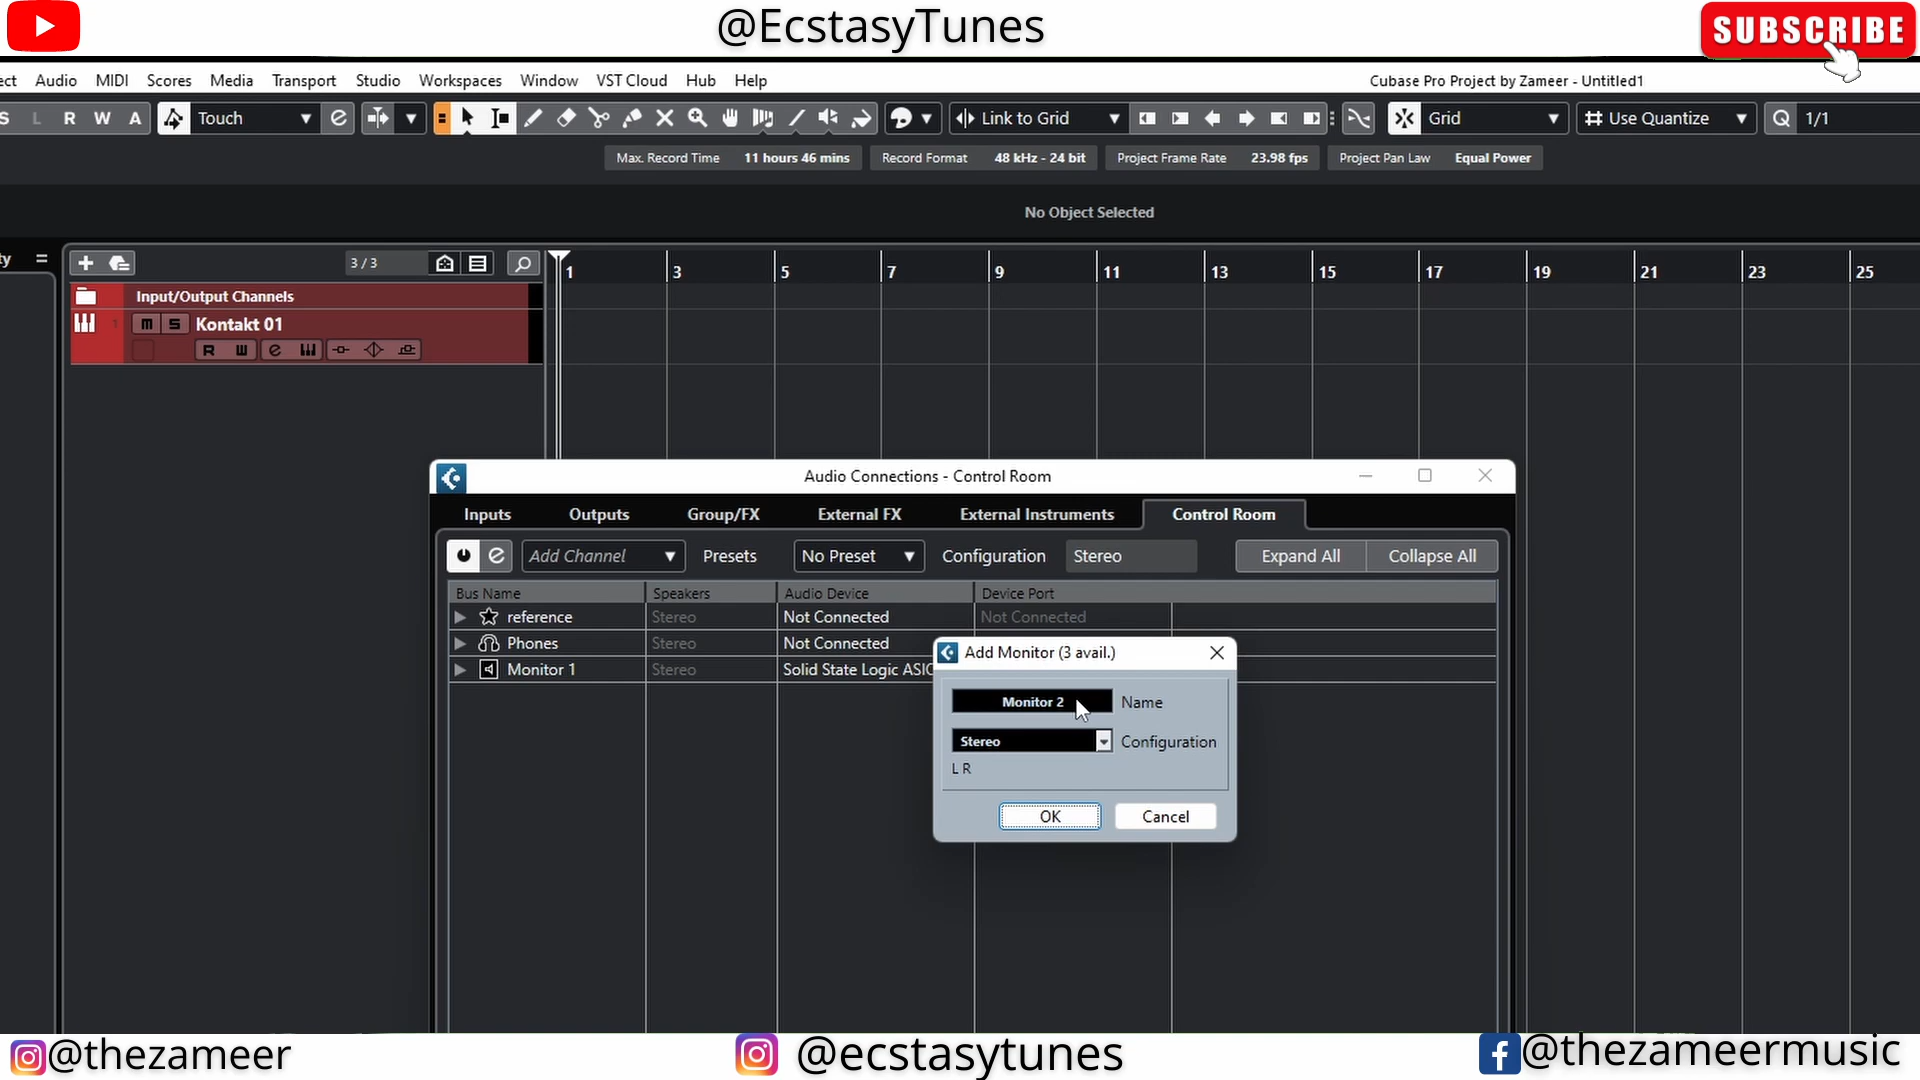 @EcstasyTunes
SUBSCRIBE
ect Audio MIDI Scores Media Transport Studio Workspaces Window VST Cloud Hub Help
Cubase Pro Project by Zameer - Untitled1
S L R W A Touch Link to Grid Grid Use Quantize Q 1/1
Max. Record Time 11 hours 46 mins Record Format 48 kHz - 24 bit Project Frame Rate 23.98 fps Project Pan Law Equal Power
No Object Selected
ty 3 / 3 1 3 5 7 9 11 13 15 17 19 21 23 25
Input/Output Channels
1 m S Kontakt 01
R W e
Audio Connections - Control Room
Inputs Outputs Group/FX External FX External Instruments Control Room
e Add Channel Presets No Preset Configuration Stereo Expand All Collapse All
Bus Name Speakers Audio Device Device Port
reference Stereo Not Connected Not Connected
Phones Stereo Not Connected
Monitor 1 Stereo Solid State Logic ASIO
Add Monitor (3 avail.)
Monitor 2 Name
Stereo Configuration
L R
OK Cancel
@thezameer @ecstasytunes @thezameermusic